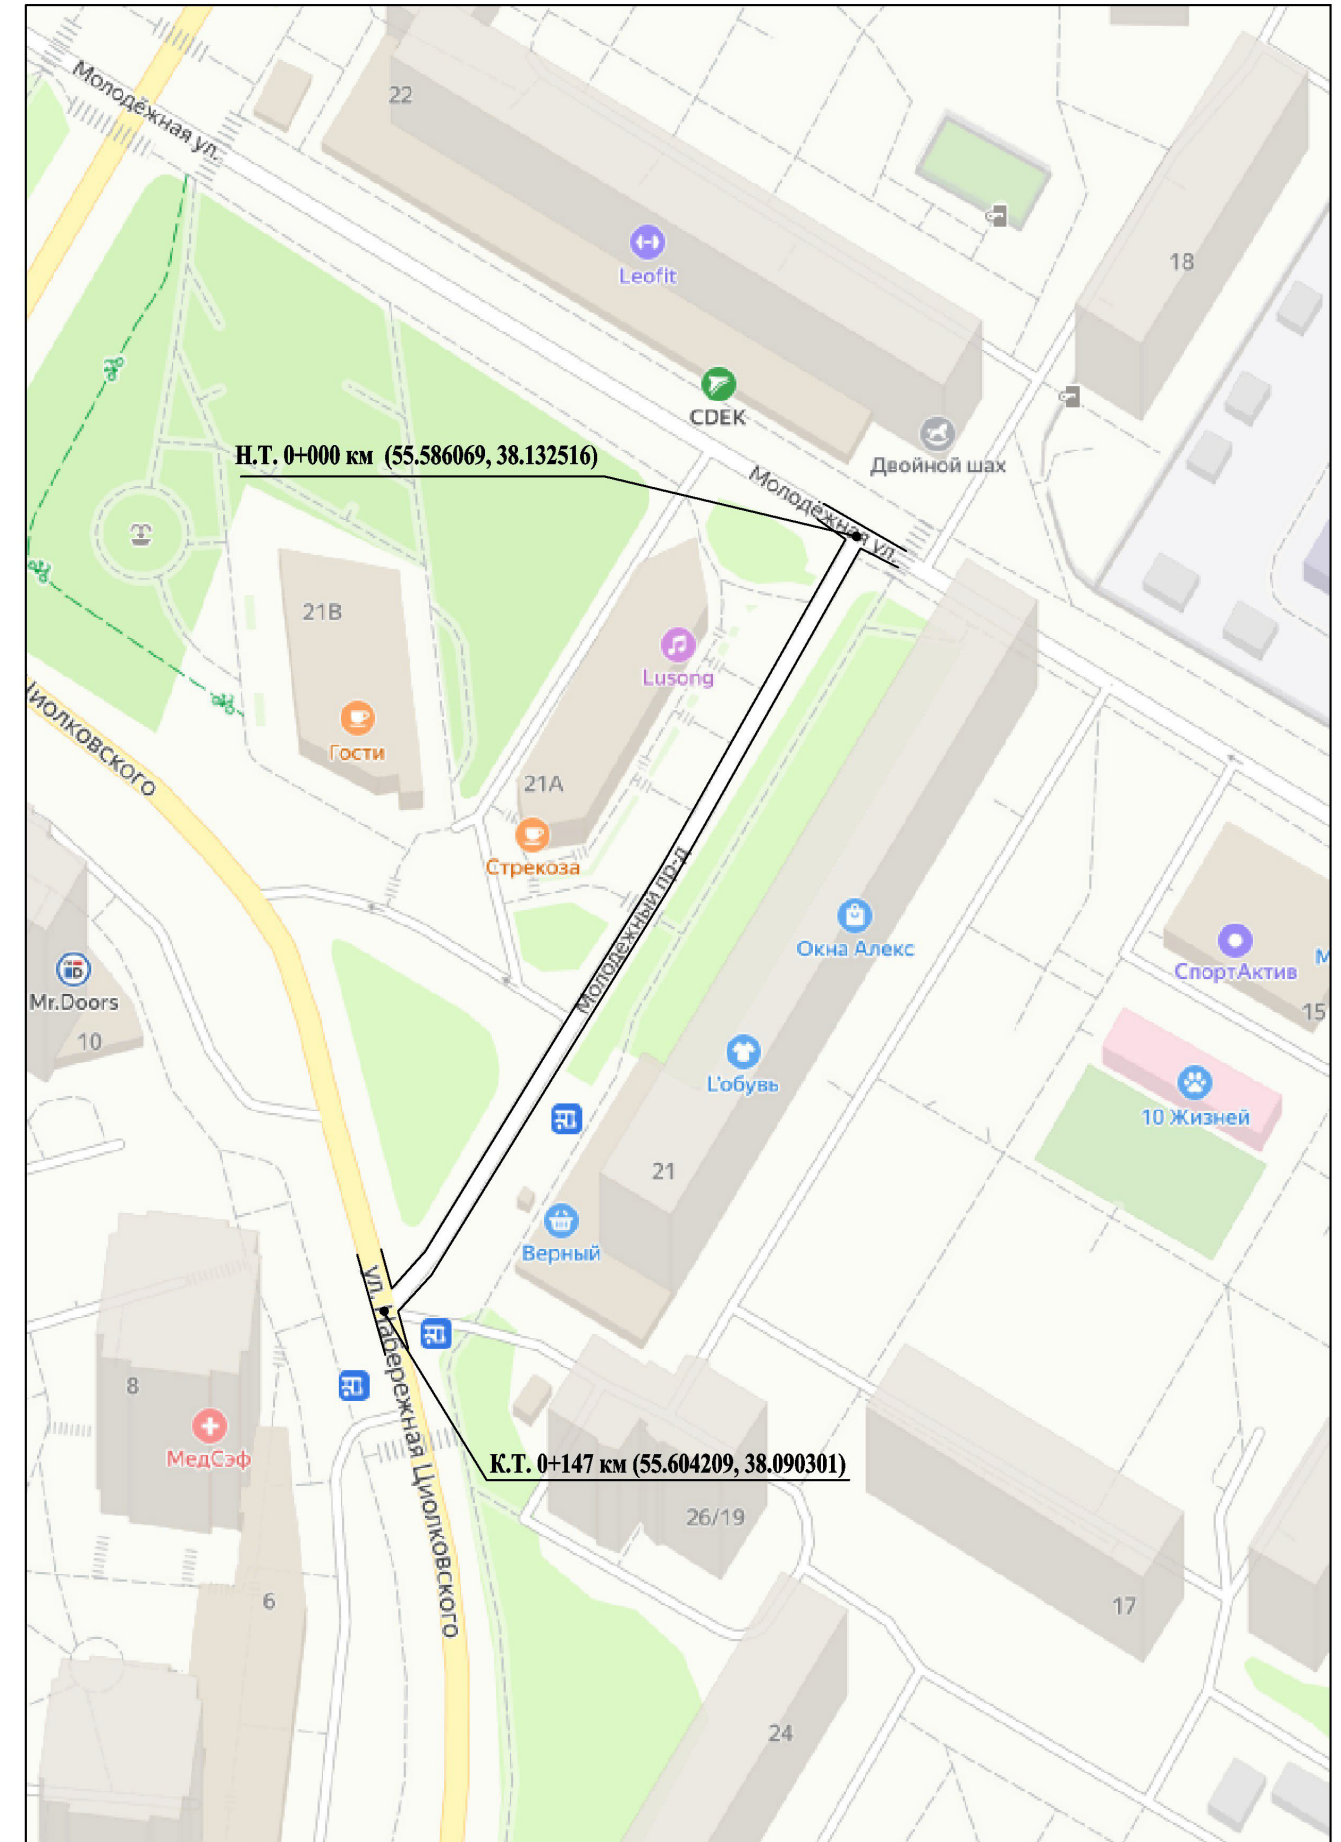 Молодёжная ул.
22
Leofit
18
CDEK
Двойной шах
Н.Т. 0+000 км (55.586069, 38.132516)
Молодёжная ул.
21В
Lusong
Гости
21А
Циолковского
Стрекоза
Молодежный пр-д
Окна Алекс
СпортАктив
М
15
Mr.Doors
10
L'обувь
10 Жизней
21
Верный
ул. Набережная Циолковского
8
МедСэф
К.Т. 0+147 км (55.604209, 38.090301)
26/19
6
17
24